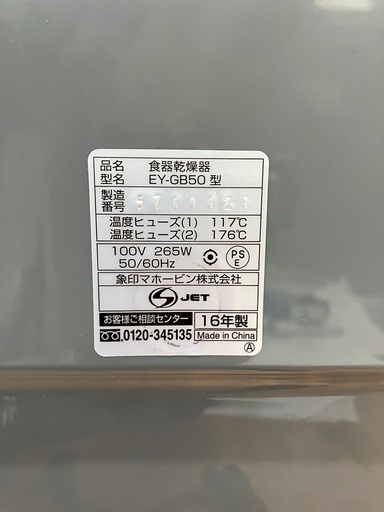 品名 食器乾燥器
型名 EY-GB50 型
製造
番号
温度ヒューズ(1) 117℃
温度ヒューズ(2) 176℃
100V 265W
50/60Hz
PS
E
象印マホービン株式会社
S JET
お客様ご相談センター
0120-345135
16年製
Made in China
A